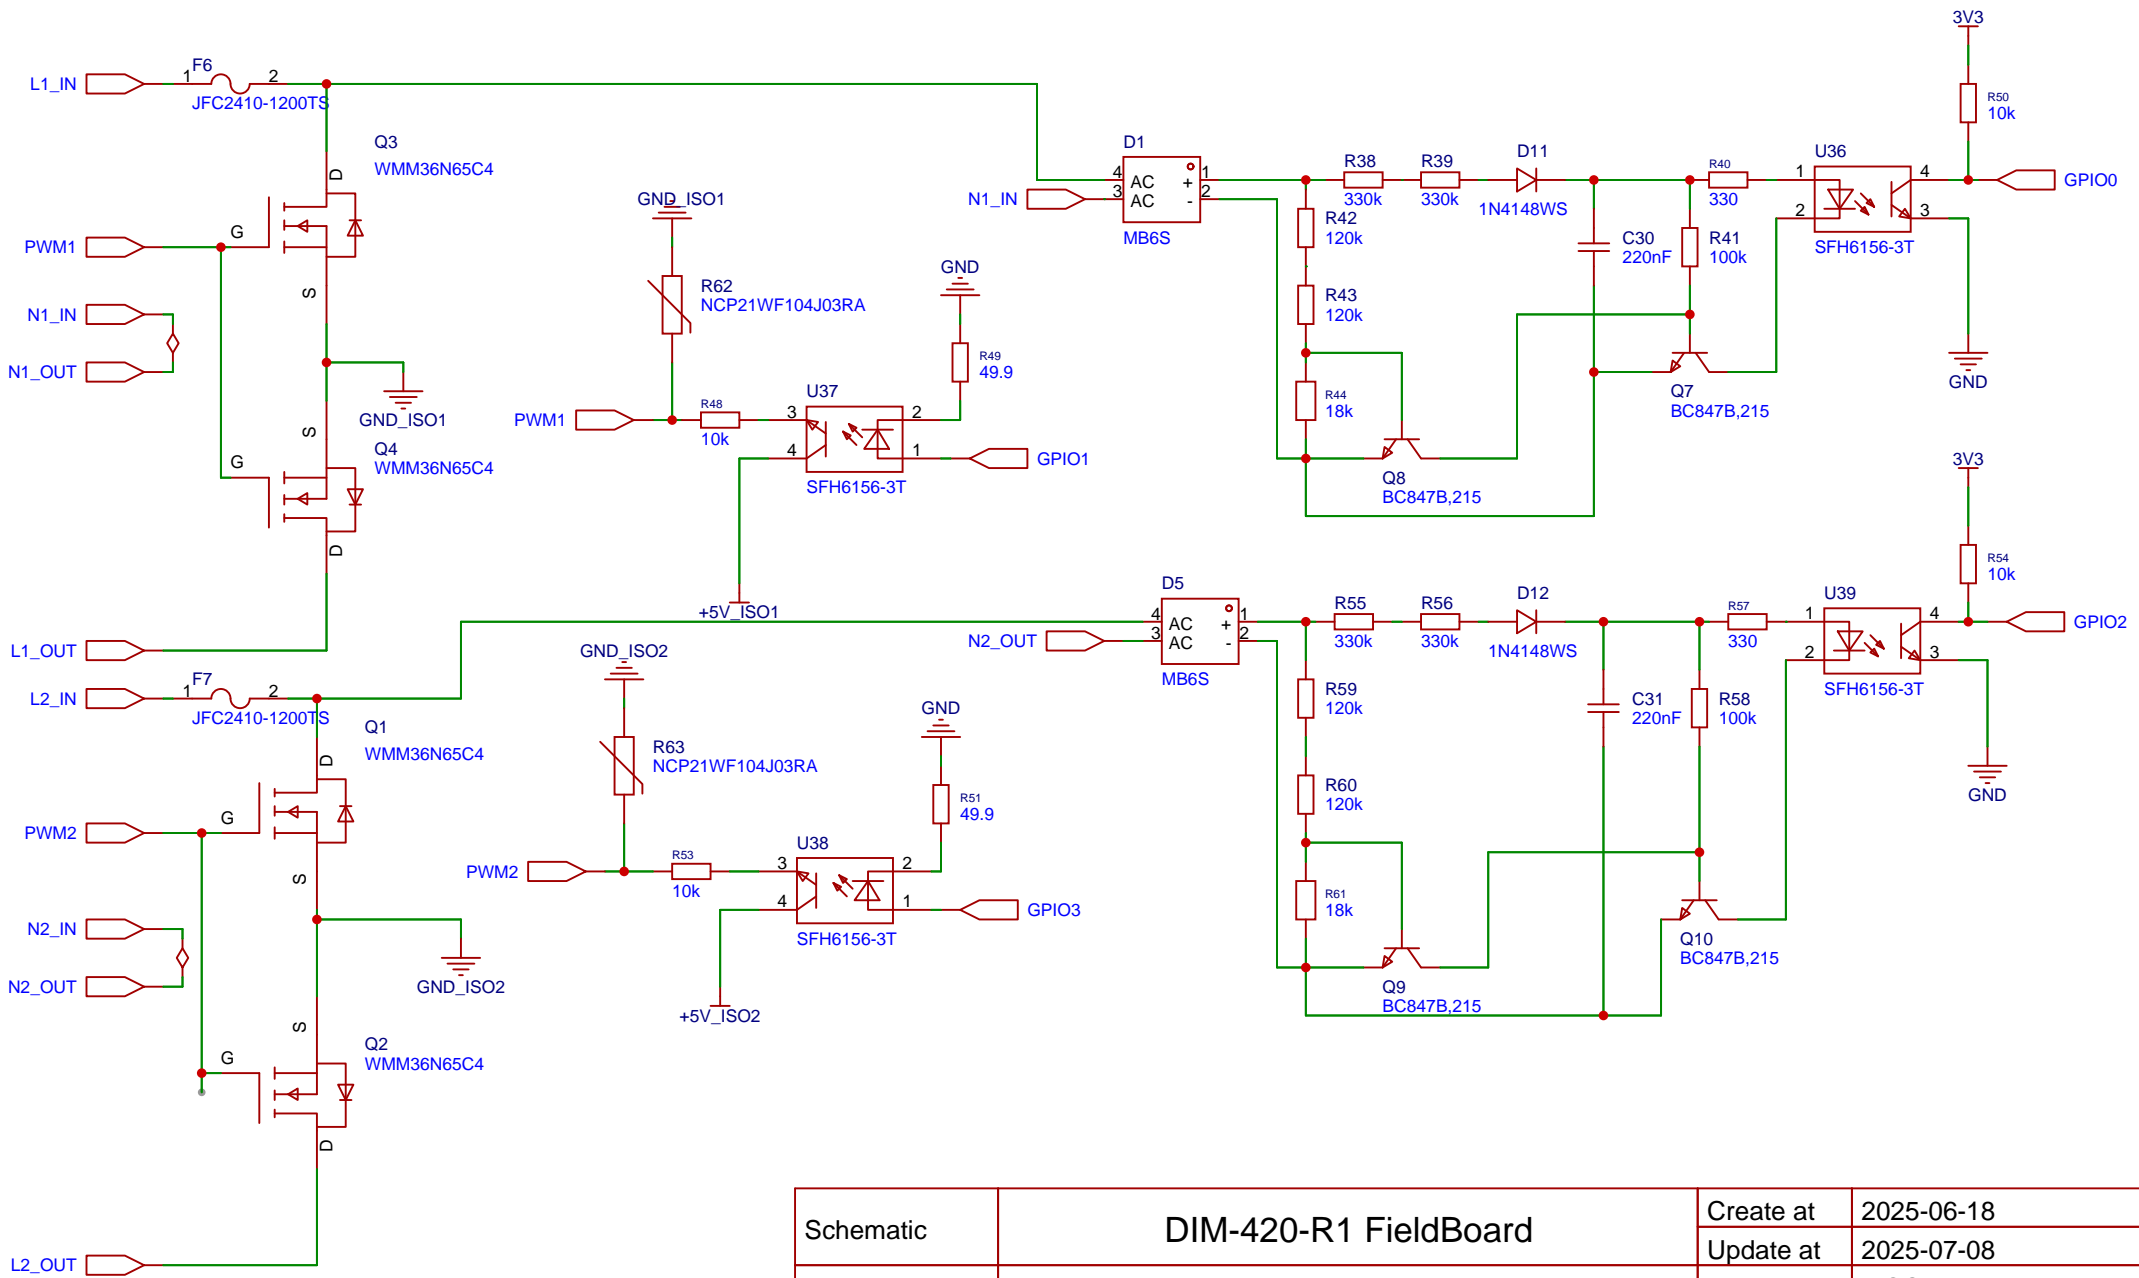 L1_IN
1
F6
2
JFC2410-1200TS
Q3
WMM36N65C4
D
G
S
PWM1
N1_IN
N1_OUT
GND_ISO1
S
Q4
WMM36N65C4
G
D
L1_OUT
GND_ISO1
R62
NCP21WF104J03RA
PWM1
R48
10k
U37
3
4
2
1
SFH6156-3T
GND
R49
49.9
GPIO1
+5V_ISO1
N1_IN
D1
4
3
AC
AC
+
-
1
2
MB6S
R38
330k
R39
330k
D11
1N4148WS
R42
120k
R43
120k
R44
18k
Q8
BC847B,215
C30
220nF
R40
330
R41
100k
Q7
BC847B,215
U36
1
2
4
3
SFH6156-3T
3V3
R50
10k
GPIO0
GND
L2_IN
1
F7
2
JFC2410-1200TS
Q1
WMM36N65C4
D
G
S
PWM2
N2_IN
N2_OUT
GND_ISO2
S
Q2
WMM36N65C4
G
D
L2_OUT
GND_ISO2
R63
NCP21WF104J03RA
PWM2
R53
10k
U38
3
4
2
1
SFH6156-3T
GND
R51
49.9
GPIO3
+5V_ISO2
N2_OUT
D5
4
3
AC
AC
+
-
1
2
MB6S
R55
330k
R56
330k
D12
1N4148WS
R59
120k
R60
120k
R61
18k
Q9
BC847B,215
C31
220nF
R57
330
R58
100k
Q10
BC847B,215
U39
1
2
4
3
SFH6156-3T
3V3
R54
10k
GPIO2
GND
Schematic
DIM-420-R1 FieldBoard
Create at
2025-06-18
Update at
2025-07-08